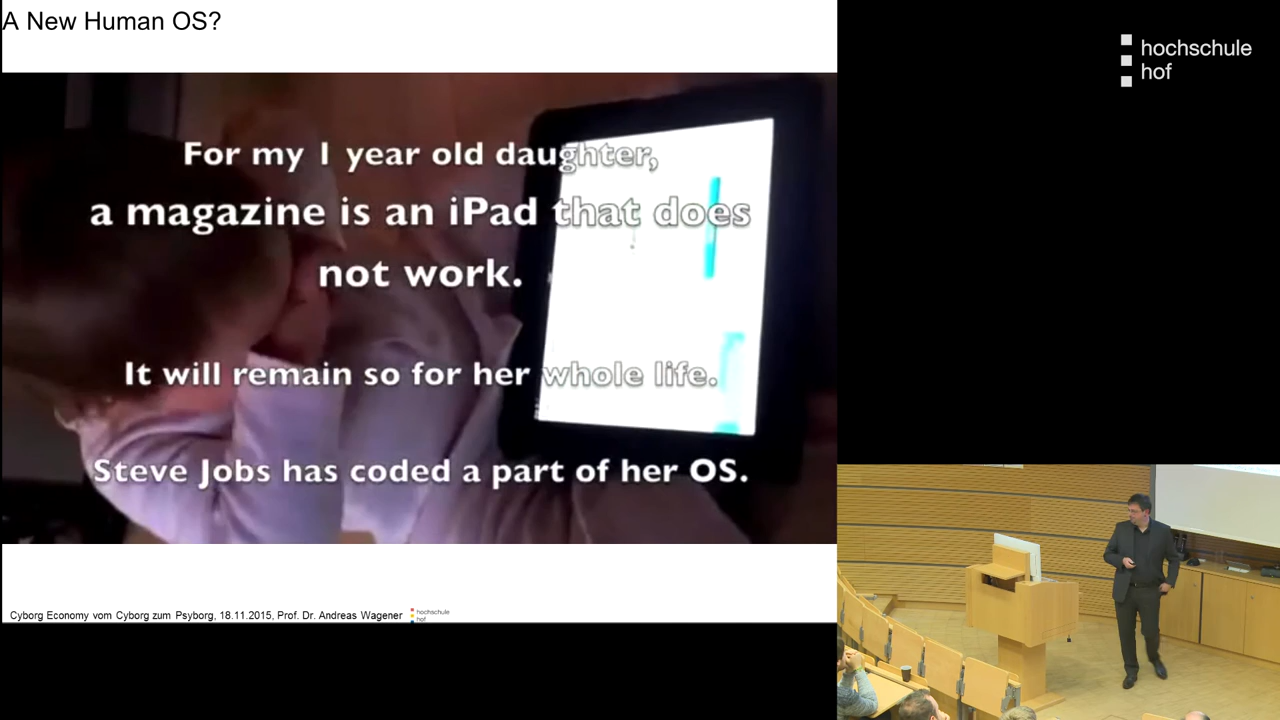 A New Human OS?
hochschule
hof
For my 1 year old daughter,
a magazine is an iPad that does
not work.
It will remain so for her whole life.
Steve Jobs has coded a part of her OS.
Cyborg Economy vom Cyborg zum Psyborg, 18.11.2015, Prof. Dr. Andreas Wagener
hochschule
hof